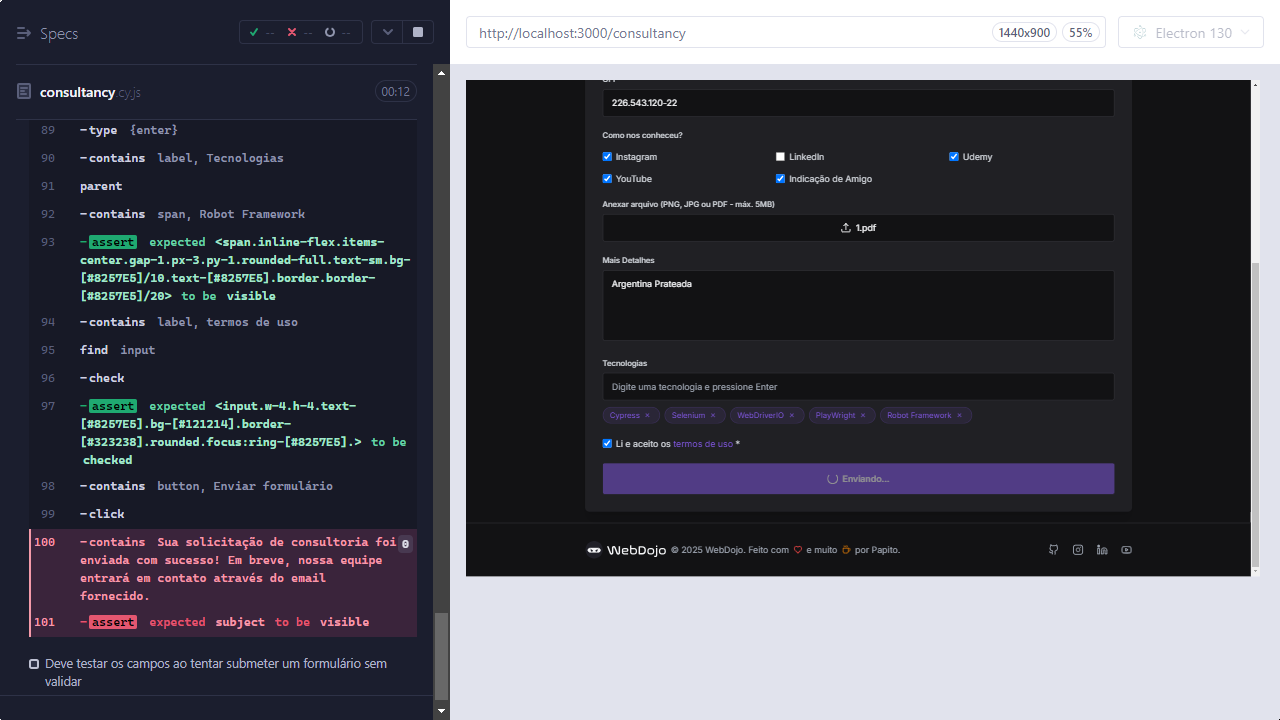 Specs
-- -- --
http://localhost:3000/consultancy
1440x900
55%
Electron 130
consultancy.cy.js
00:12
89 -type {enter}
90 -contains label, Tecnologias
91 parent
92 -contains span, Robot Framework
93 -assert expected <span.inline-flex.items-
center.gap-1.px-3.py-1.rounded-full.text-sm.bg-
[#8257E5]/10.text-[#8257E5].border.border-
[#8257E5]/20> to be visible
94 -contains label, termos de uso
95 find input
96 -check
97 -assert expected <input.w-4.h-4.text-
[#8257E5].bg-[#121214].border-
[#323238].rounded.focus:ring-[#8257E5].> to be
checked
98 -contains button, Enviar formulário
99 -click
100 -contains Sua solicitação de consultoria foi 0
enviada com sucesso! Em breve, nossa equipe
entrará em contato através do email
fornecido.
101 -assert expected subject to be visible
Deve testar os campos ao tentar submeter um formulário sem
validar
226.543.120-22
Como nos conheceu?
Instagram
LinkedIn
Udemy
YouTube
Indicação de Amigo
Anexar arquivo (PNG, JPG ou PDF - máx. 5MB)
1.pdf
Mais Detalhes
Argentina Prateada
Tecnologias
Digite uma tecnologia e pressione Enter
Cypress × Selenium × WebDriverIO × PlayWright × Robot Framework ×
Li e aceito os termos de uso *
Enviando...
WebDojo © 2025 WebDojo. Feito com e muito por Papito.